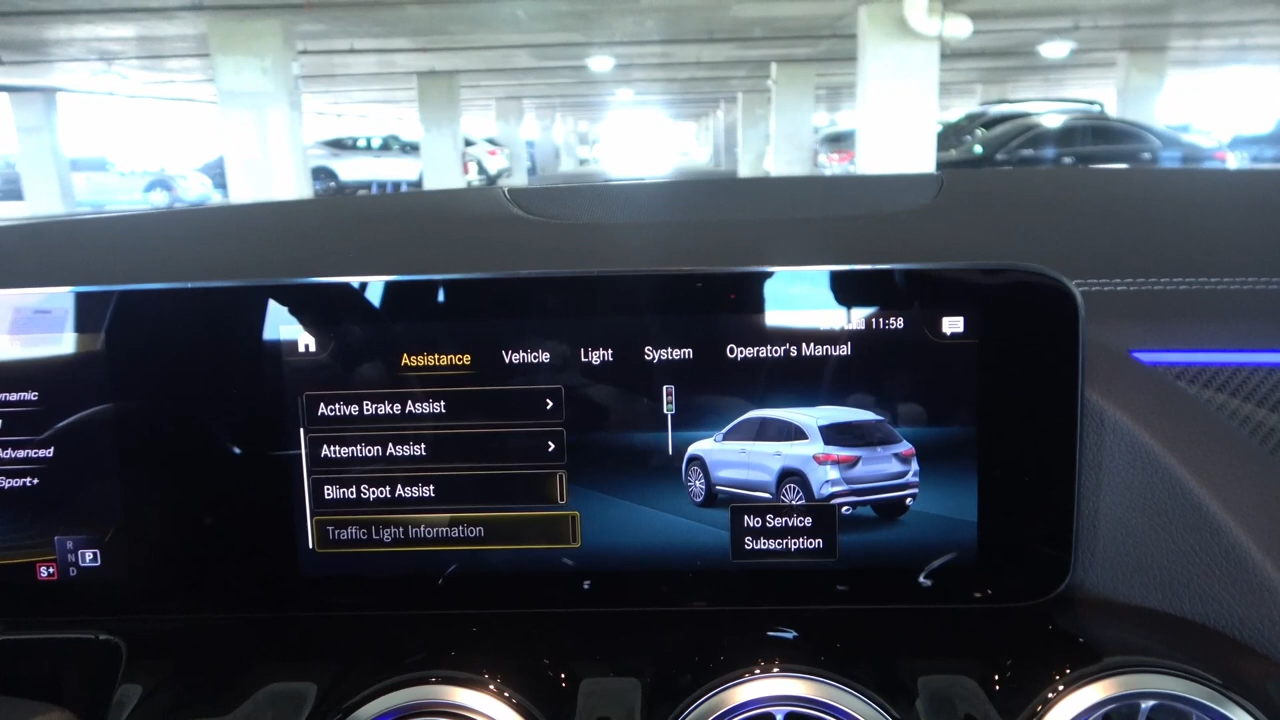 11:58
Assistance Vehicle Light System Operator's Manual
ynamic
Active Brake Assist
Attention Assist
Advanced
Sport+
Blind Spot Assist
Traffic Light Information
No Service
Subscription
R
N P
S+ D